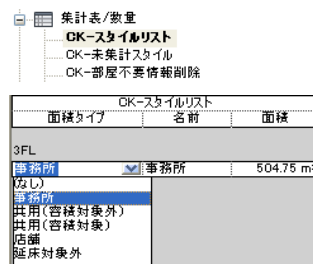 集計表/数量
CK-スタイルリスト
CK-未集計スタイル
CK-部屋不要情報削除
CK-スタイルリスト
面積タイプ 名前 面積
3FL
事務所 事務所 504.75 m²
(なし)
事務所
共用(容積対象外)
共用(容積対象)
店舗
延床対象外